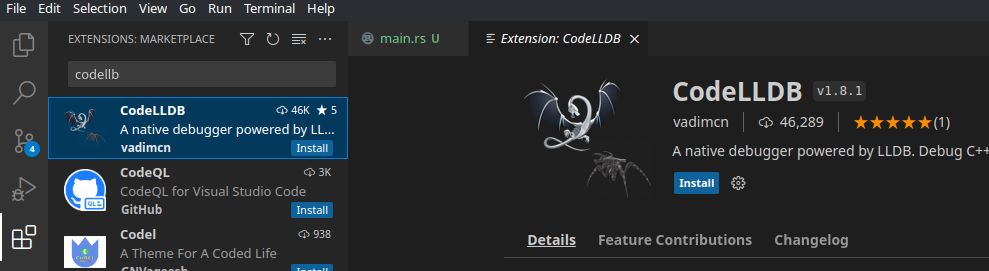 File Edit Selection View Go Run Terminal Help
EXTENSIONS: MARKETPLACE
codellb
CodeLLDB 46K ★ 5
A native debugger powered by LL...
vadimcn Install
CodeQL 3K
CodeQL for Visual Studio Code
GitHub Install
QL
Codel 938
A Theme For A Coded Life
GNVageesh Install
4
main.rs U
Extension: CodeLLDB
CodeLLDB v1.8.1
vadimcn 46,289 ★★★★★(1)
A native debugger powered by LLDB. Debug C++
Install
Details Feature Contributions Changelog